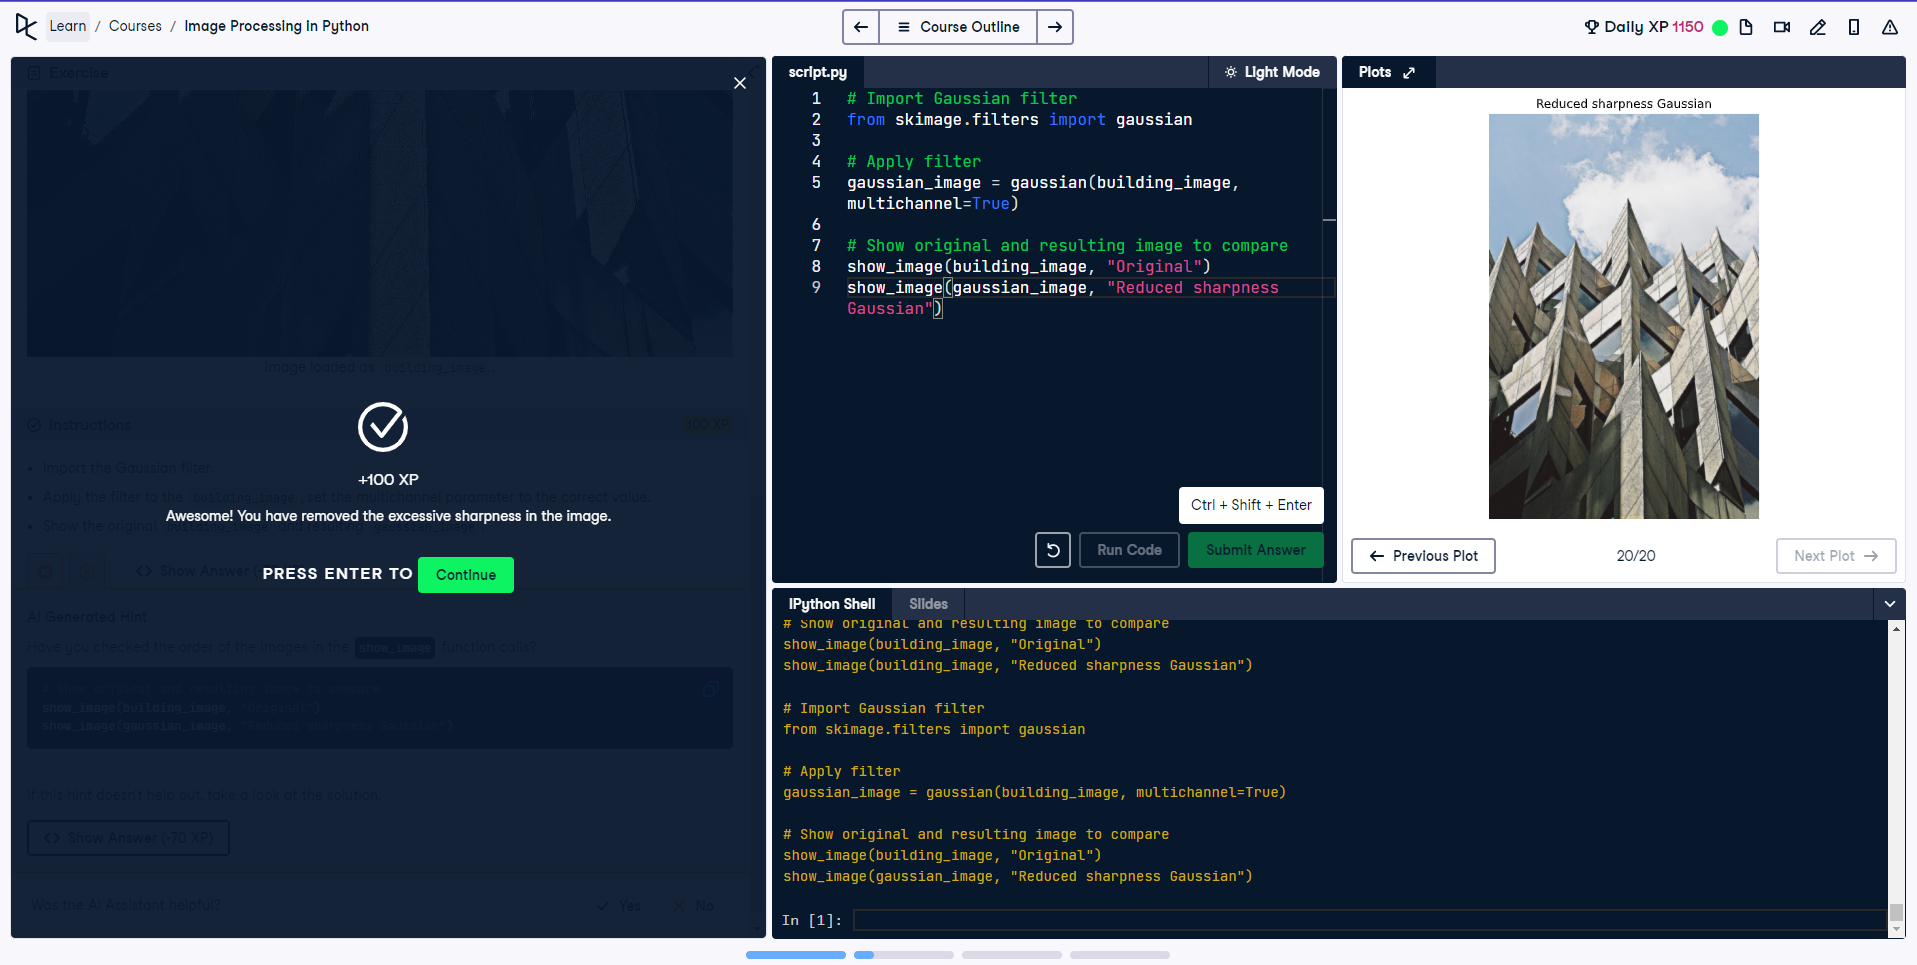 Learn / Courses / Image Processing in Python
Course Outline
Daily XP 1150
Exercise
Image loaded as building_image.
Instructions
100 XP
Import the Gaussian filter.
Apply the filter to the building_image, set the multichannel parameter to the correct value.
Show the original building_image and resulting gaussian_image.
Show Answer
+100 XP
Awesome! You have removed the excessive sharpness in the image.
PRESS ENTER TO Continue
AI Generated Hint
Have you checked the order of the images in the show_image function calls?
# Show original and resulting image to compare
show_image(building_image, "Original")
show_image(gaussian_image, "Reduced sharpness Gaussian")
If this hint doesn't help out, take a look at the solution.
Show Answer (-70 XP)
Was the AI Assistant helpful?
Yes
No
script.py
Light Mode
1 # Import Gaussian filter
2 from skimage.filters import gaussian
3
4 # Apply filter
5 gaussian_image = gaussian(building_image,
multichannel=True)
6
7 # Show original and resulting image to compare
8 show_image(building_image, "Original")
9 show_image(gaussian_image, "Reduced sharpness
Gaussian")
Ctrl + Shift + Enter
Run Code
Submit Answer
Plots
Reduced sharpness Gaussian
Previous Plot
20/20
Next Plot
IPython Shell
Slides
# Show original and resulting image to compare
show_image(building_image, "Original")
show_image(building_image, "Reduced sharpness Gaussian")
# Import Gaussian filter
from skimage.filters import gaussian
# Apply filter
gaussian_image = gaussian(building_image, multichannel=True)
# Show original and resulting image to compare
show_image(building_image, "Original")
show_image(gaussian_image, "Reduced sharpness Gaussian")
In [1]: